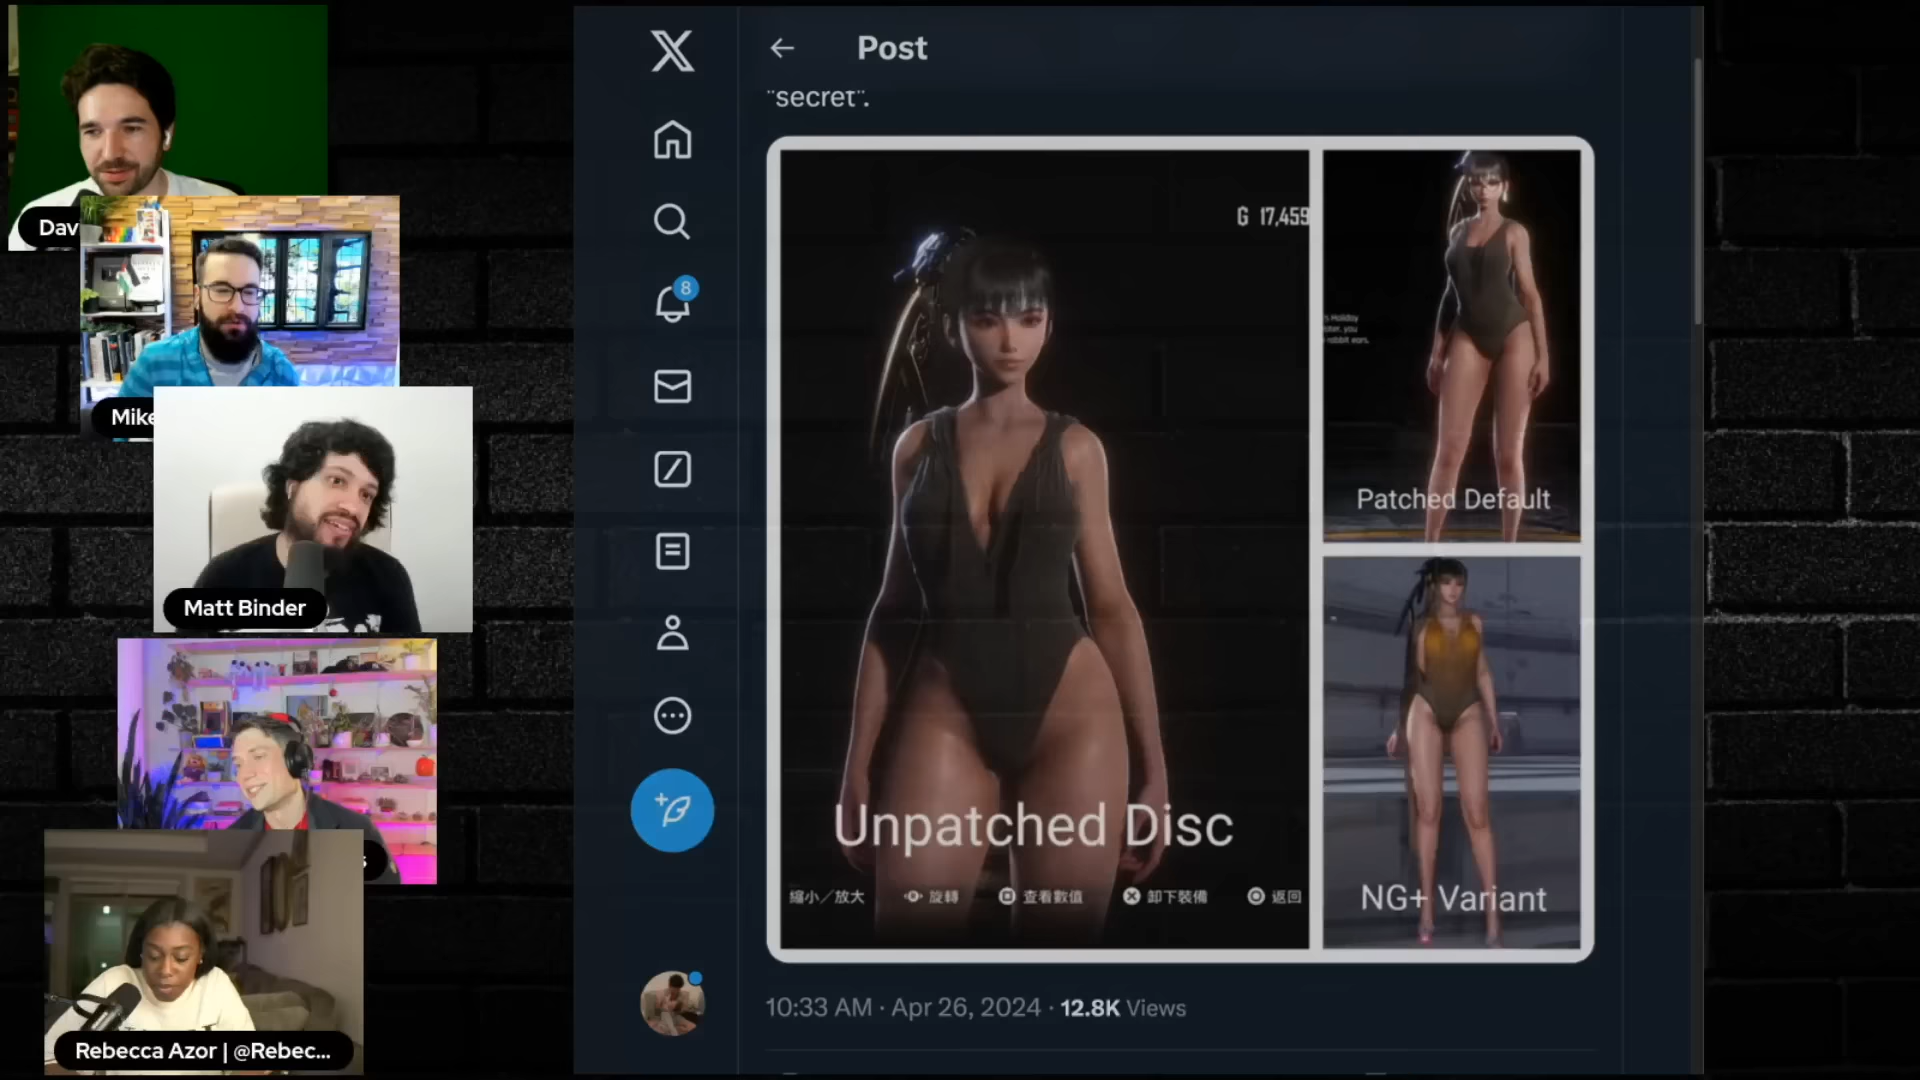 Post
"secret".
8
G 17,459
Unpatched Disc
縮小／放大
旋轉
查看數值
卸下裝備
返回
Patched Default
NG+ Variant
10:33 AM · Apr 26, 2024 · 12.8K Views
Dav
Mike
Matt Binder
s
Rebecca Azor | @Rebec...